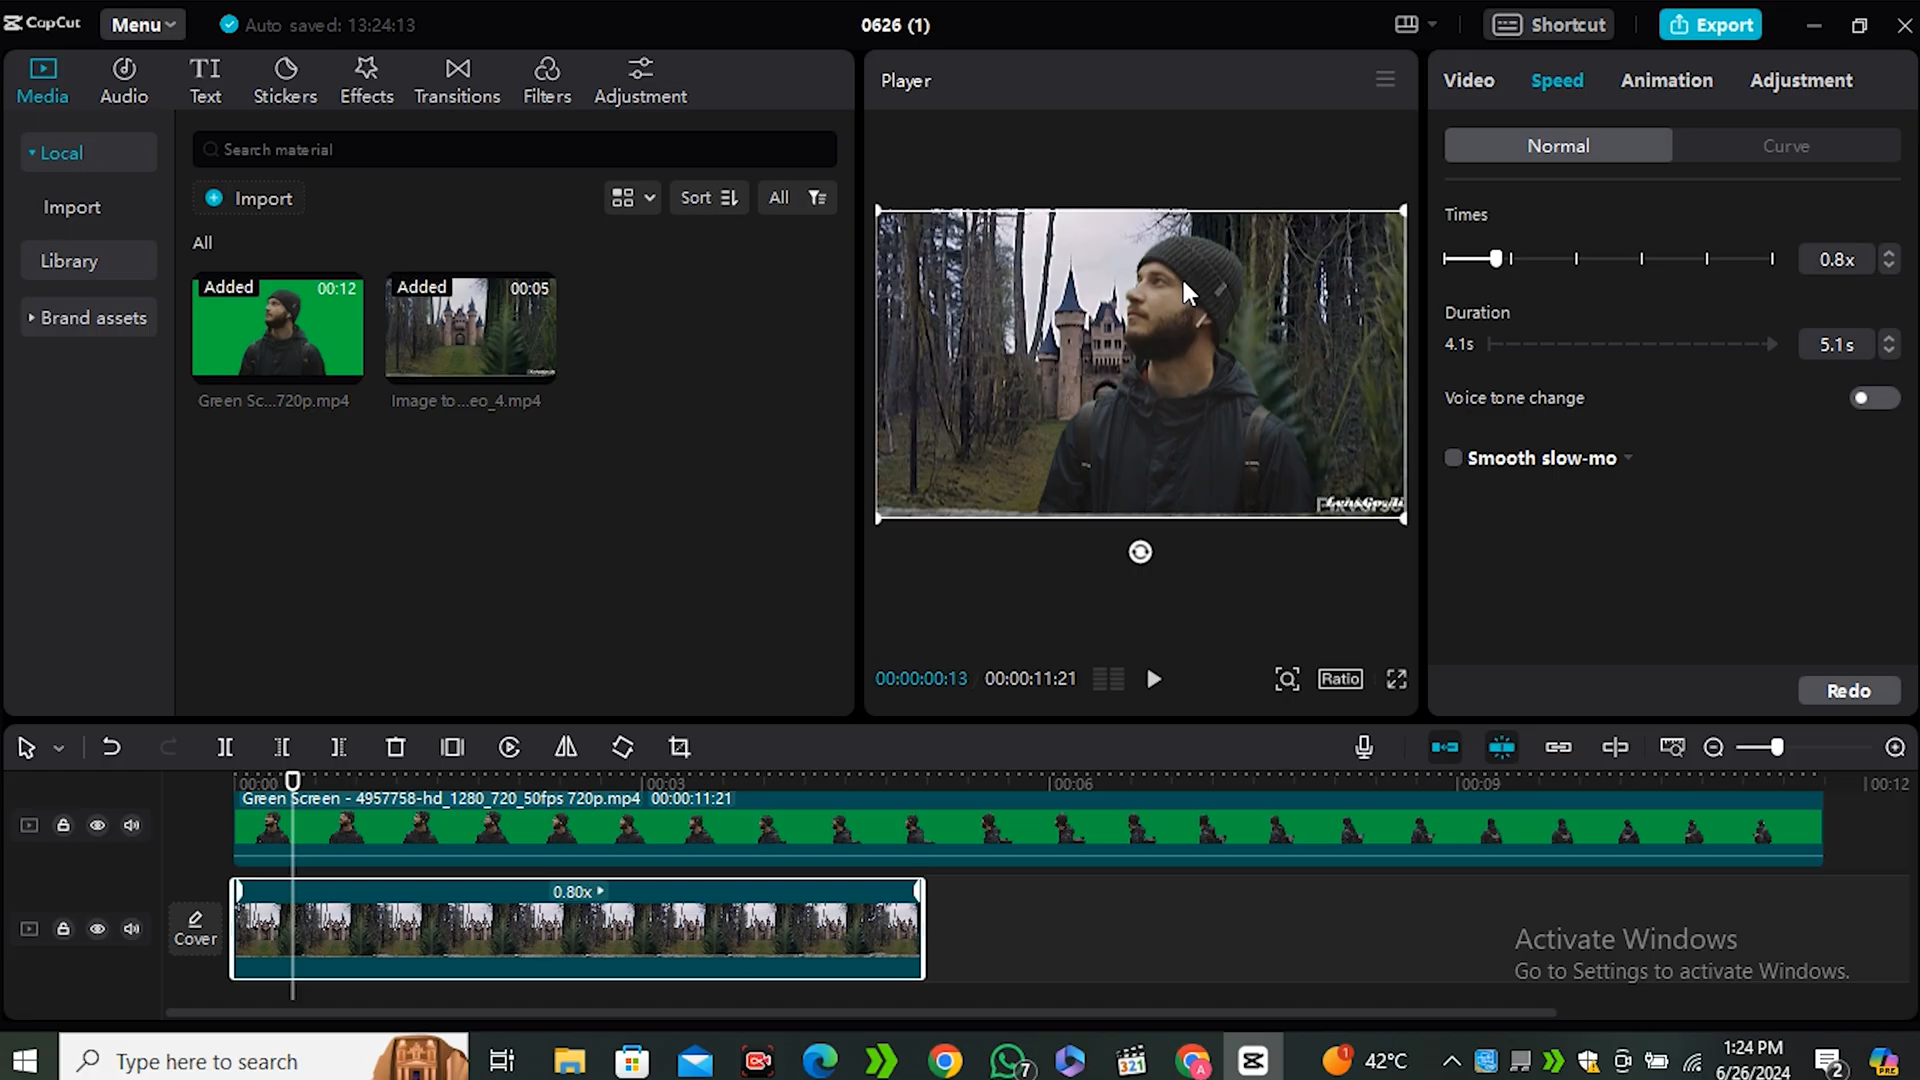 CapCut
Menu
Auto saved: 13:24:13
0626 (1)
Shortcut
Export
Media
Audio
TI
Text
Stickers
Effects
Transitions
Filters
Adjustment
Player
Video
Speed
Animation
Adjustment
Local
Import
Library
Brand assets
Search material
Import
Sort
All
All
Added
00:12
Green Sc...720p.mp4
Added
00:05
Image to...eo_4.mp4
00:00:00:13
00:00:11:21
Ratio
Normal
Curve
Times
0.8x
Duration
4.1s
5.1s
Voice tone change
Smooth slow-mo
Redo
00:00
00:03
00:06
00:09
00:12
Green Screen - 4957758-hd_1280_720_50fps 720p.mp4 00:00:11:21
Cover
0.80x
Activate Windows
Go to Settings to activate Windows.
Type here to search
7
321
A
1
42°C
1:24 PM
6/26/2024
2
PRE